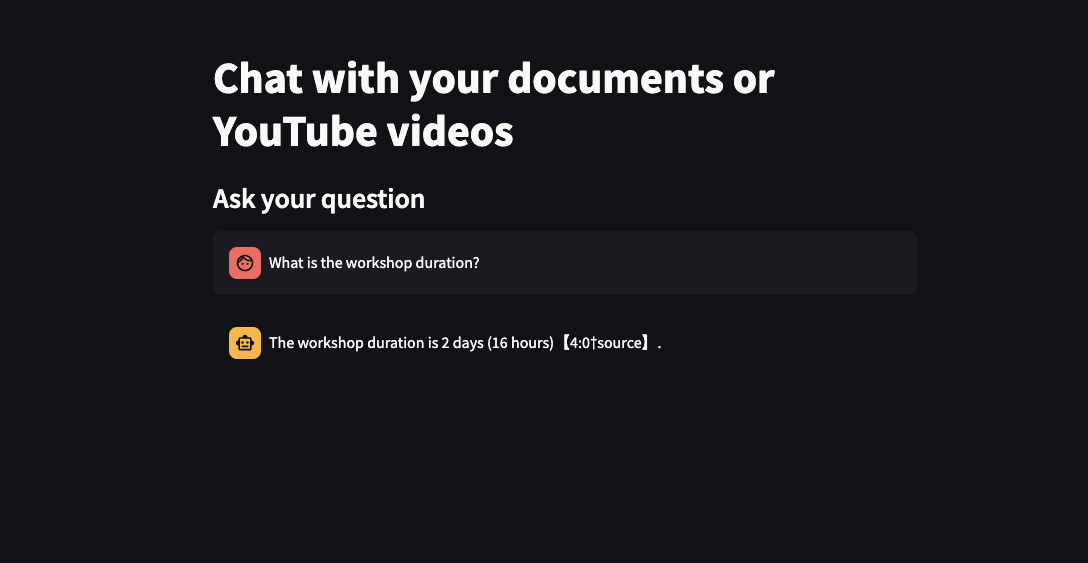 Chat with your documents or
YouTube videos
Ask your question
What is the workshop duration?
The workshop duration is 2 days (16 hours)【4:0†source】.